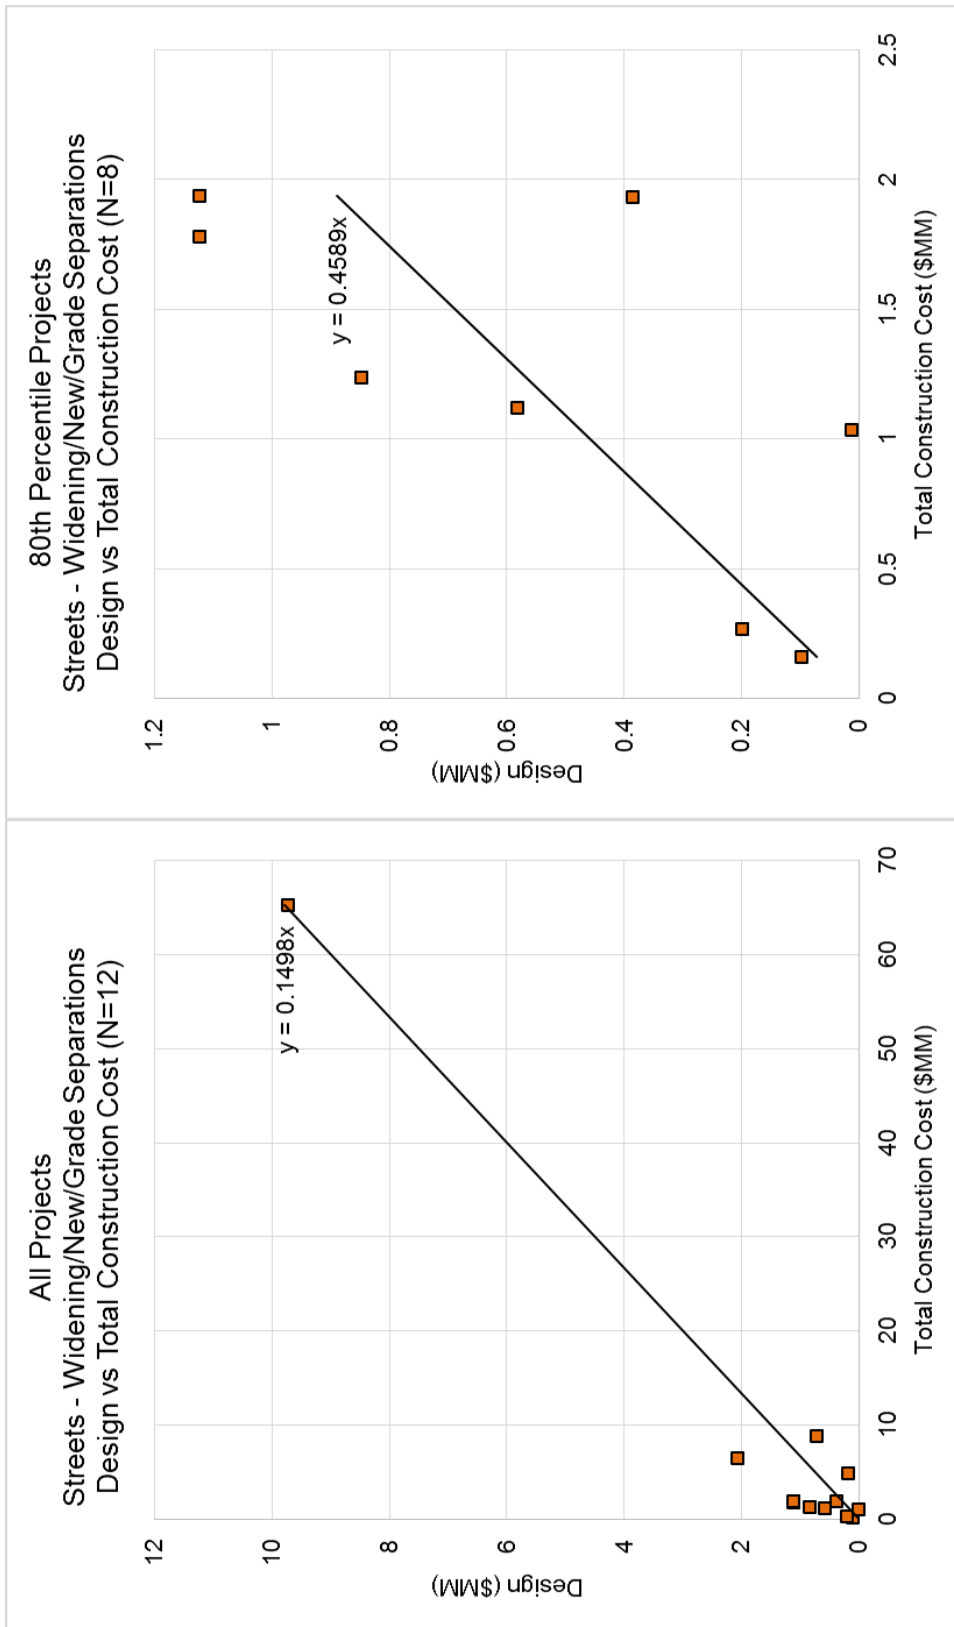 All Projects
Streets - Widening/New/Grade Separations
Design vs Total Construction Cost (N=12)
12
10
8
6
4
2
0
Design ($MM)
y = 0.1498x
0
10
20
30
40
50
60
70
Total Construction Cost ($MM)
80th Percentile Projects
Streets - Widening/New/Grade Separations
Design vs Total Construction Cost (N=8)
1.2
1
0.8
0.6
0.4
0.2
0
Design ($MM)
y = 0.4589x
0
0.5
1
1.5
2
2.5
Total Construction Cost ($MM)